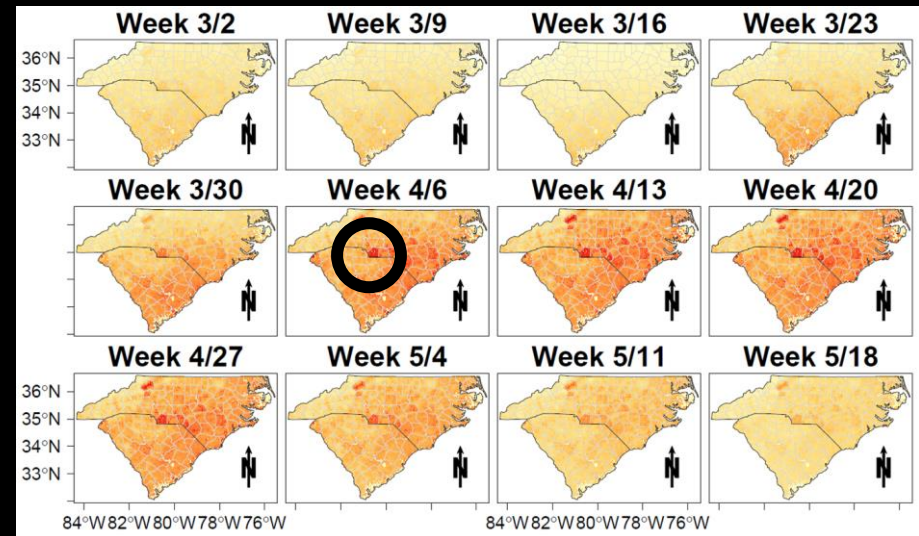 Week 3/2 Week 3/9 Week 3/16 Week 3/23
36°N
35°N
34°N
33°N
N N N N
Week 3/30 Week 4/6 Week 4/13 Week 4/20
N N N N
Week 4/27 Week 5/4 Week 5/11 Week 5/18
36°N
35°N
34°N
33°N
N N N N
84°W 82°W 80°W 78°W 76°W 84°W 82°W 80°W 78°W 76°W